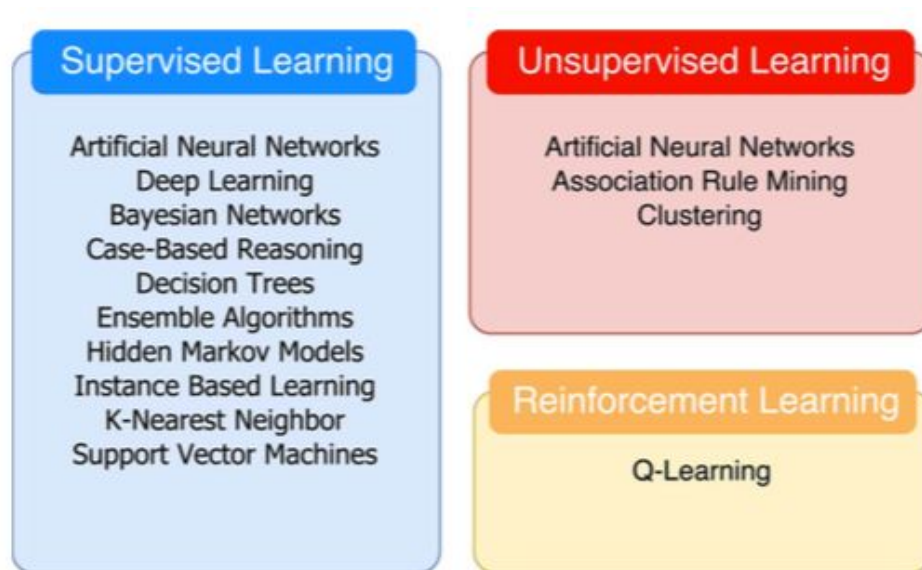 Supervised Learning
Artificial Neural Networks
Deep Learning
Bayesian Networks
Case-Based Reasoning
Decision Trees
Ensemble Algorithms
Hidden Markov Models
Instance Based Learning
K-Nearest Neighbor
Support Vector Machines
Unsupervised Learning
Artificial Neural Networks
Association Rule Mining
Clustering
Reinforcement Learning
Q-Learning